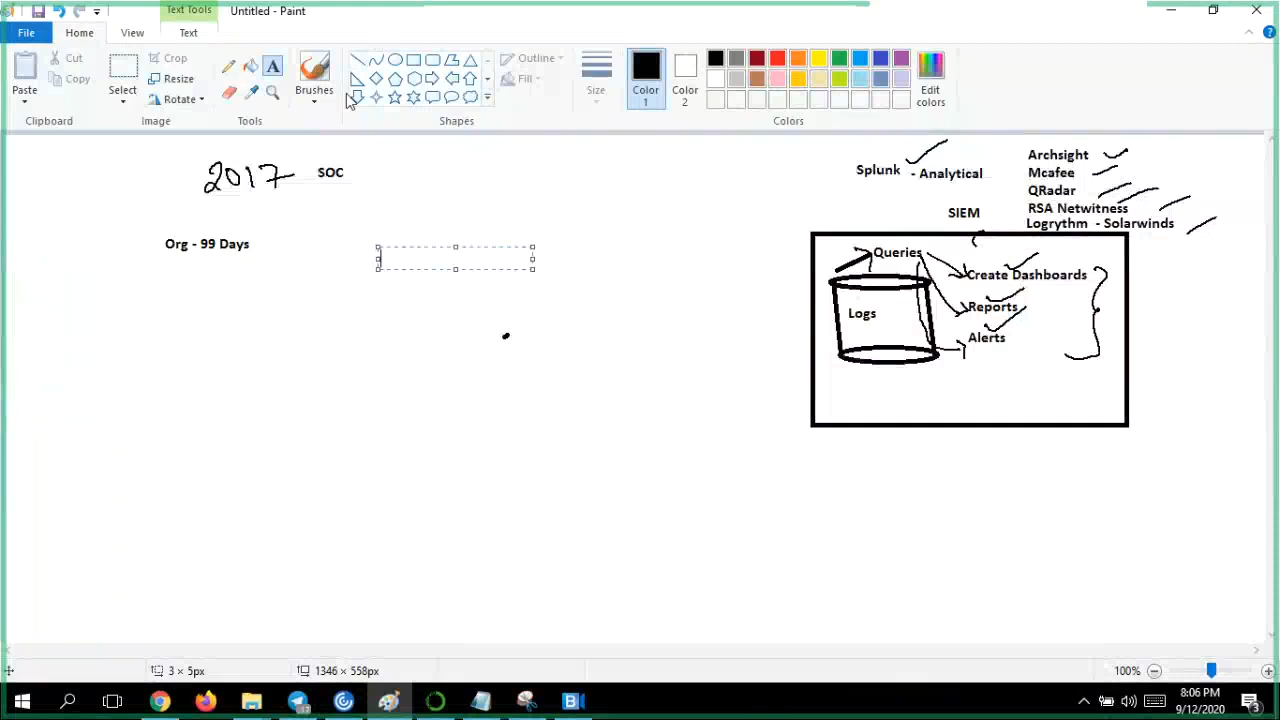 Text Tools
Untitled - Paint
File
Home
View
Text
Paste
Cut
Copy
Clipboard
Select
Crop
Resize
Rotate
Image
A
Tools
Brushes
Shapes
Outline
Fill
Size
Color
1
Color
2
Edit
colors
Colors
2017 SOC
Org - 99 Days
Splunk - Analytical
Archsight
Mcafee
QRadar
RSA Netwitness
Logrythm - Solarwinds
SIEM
Queries
Create Dashboards
Logs
Reports
Alerts
3 × 5px
1346 × 558px
100%
8:06 PM
9/12/2020
3